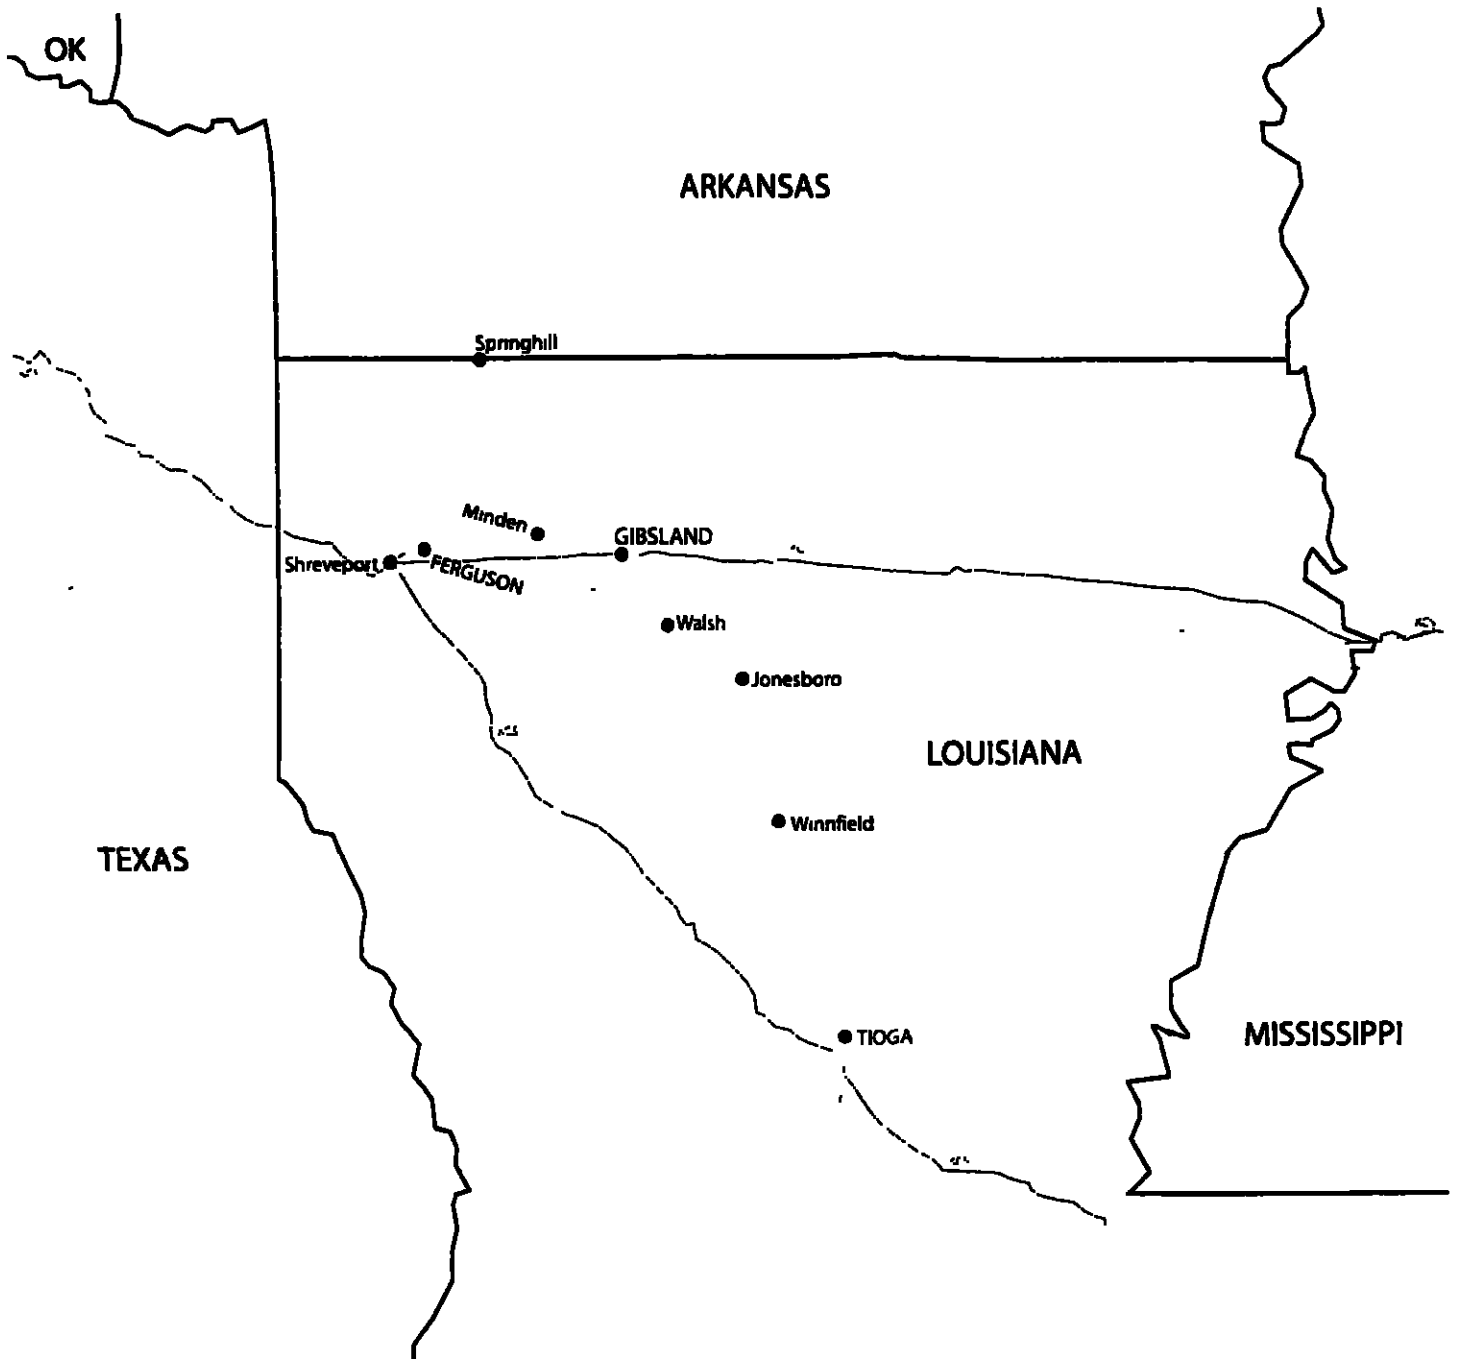 OK
ARKANSAS
Springhill
Minden
GIBSLAND
Shreveport
FERGUSON
Walsh
Jonesboro
LOUISIANA
Winnfield
TEXAS
MISSISSIPPI
TIOGA